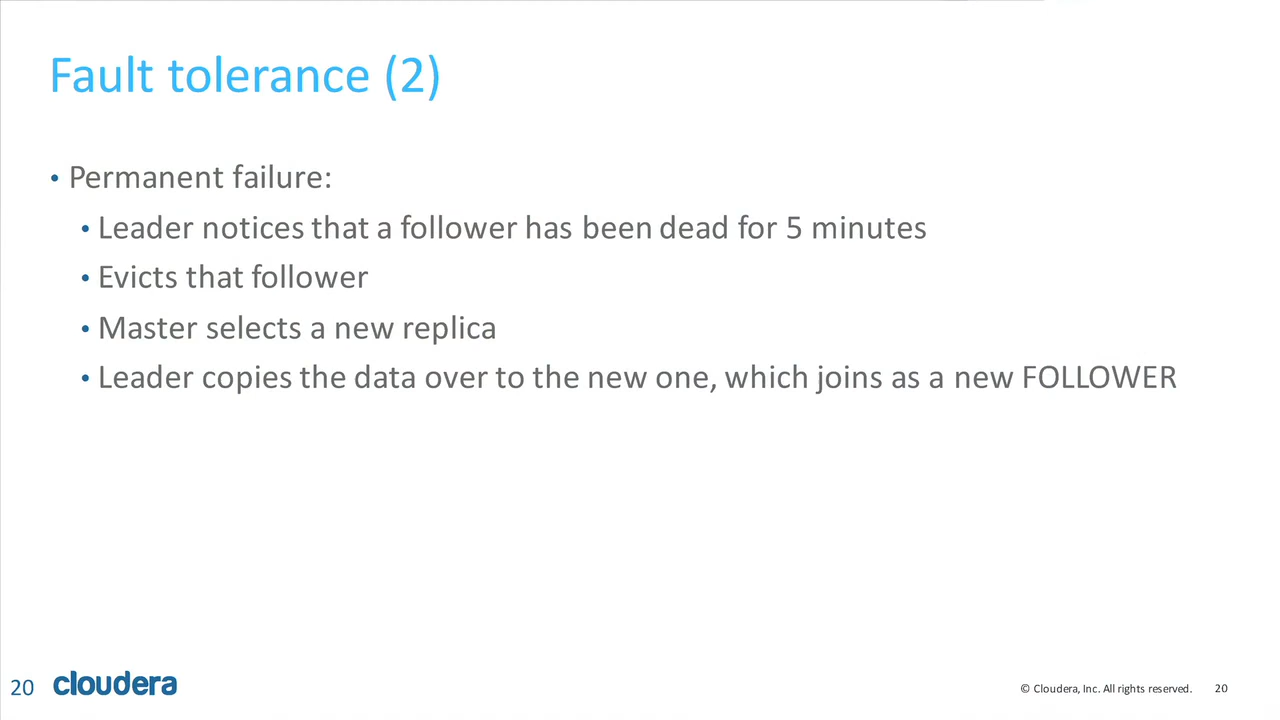 Fault tolerance (2)
• Permanent failure:
• Leader notices that a follower has been dead for 5 minutes
• Evicts that follower
• Master selects a new replica
• Leader copies the data over to the new one, which joins as a new FOLLOWER
20 cloudera
© Cloudera, Inc. All rights reserved. 20